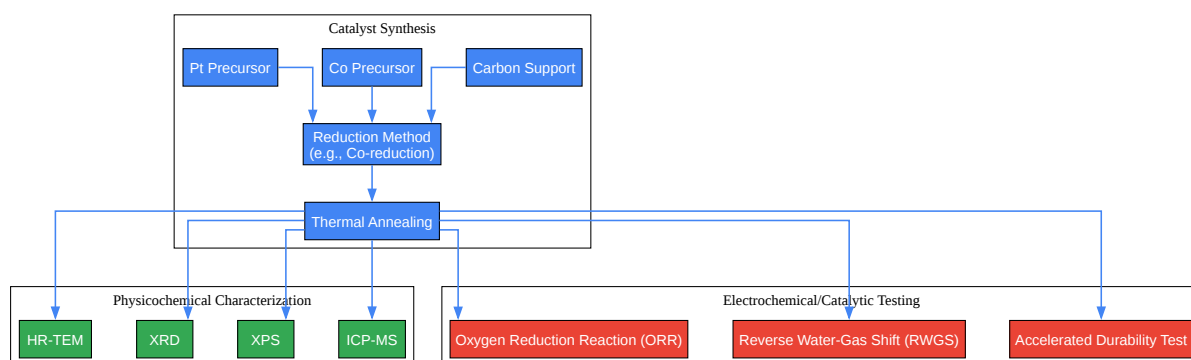 Catalyst Synthesis
Pt Precursor
Co Precursor
Carbon Support
Reduction Method
(e.g., Co-reduction)
Thermal Annealing
Physicochemical Characterization
Electrochemical/Catalytic Testing
HR-TEM
XRD
XPS
ICP-MS
Oxygen Reduction Reaction (ORR)
Reverse Water-Gas Shift (RWGS)
Accelerated Durability Test